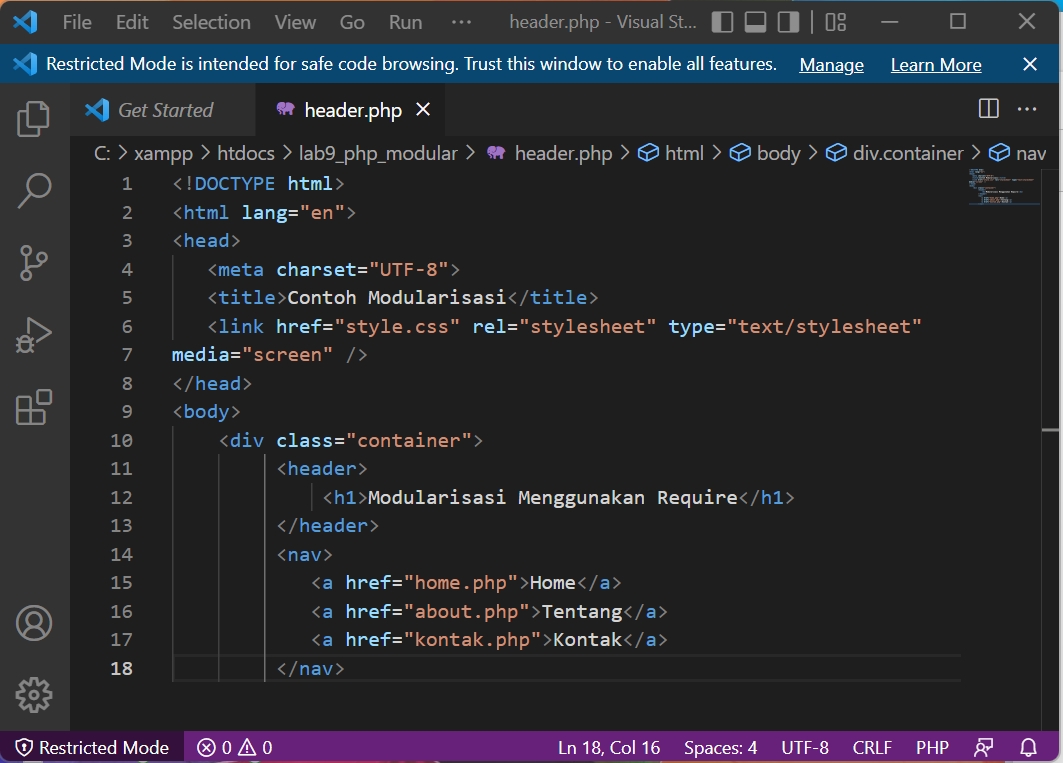 File Edit Selection View Go Run ··· header.php - Visual St...
Restricted Mode is intended for safe code browsing. Trust this window to enable all features. Manage Learn More
Get Started header.php
C: > xampp > htdocs > lab9_php_modular > header.php > html > body > div.container > nav
1 <!DOCTYPE html>
2 <html lang="en">
3 <head>
4 <meta charset="UTF-8">
5 <title>Contoh Modularisasi</title>
6 <link href="style.css" rel="stylesheet" type="text/stylesheet"
7 media="screen" />
8 </head>
9 <body>
10 <div class="container">
11 <header>
12 <h1>Modularisasi Menggunakan Require</h1>
13 </header>
14 <nav>
15 <a href="home.php">Home</a>
16 <a href="about.php">Tentang</a>
17 <a href="kontak.php">Kontak</a>
18 </nav>
Restricted Mode 0 0 Ln 18, Col 16 Spaces: 4 UTF-8 CRLF PHP